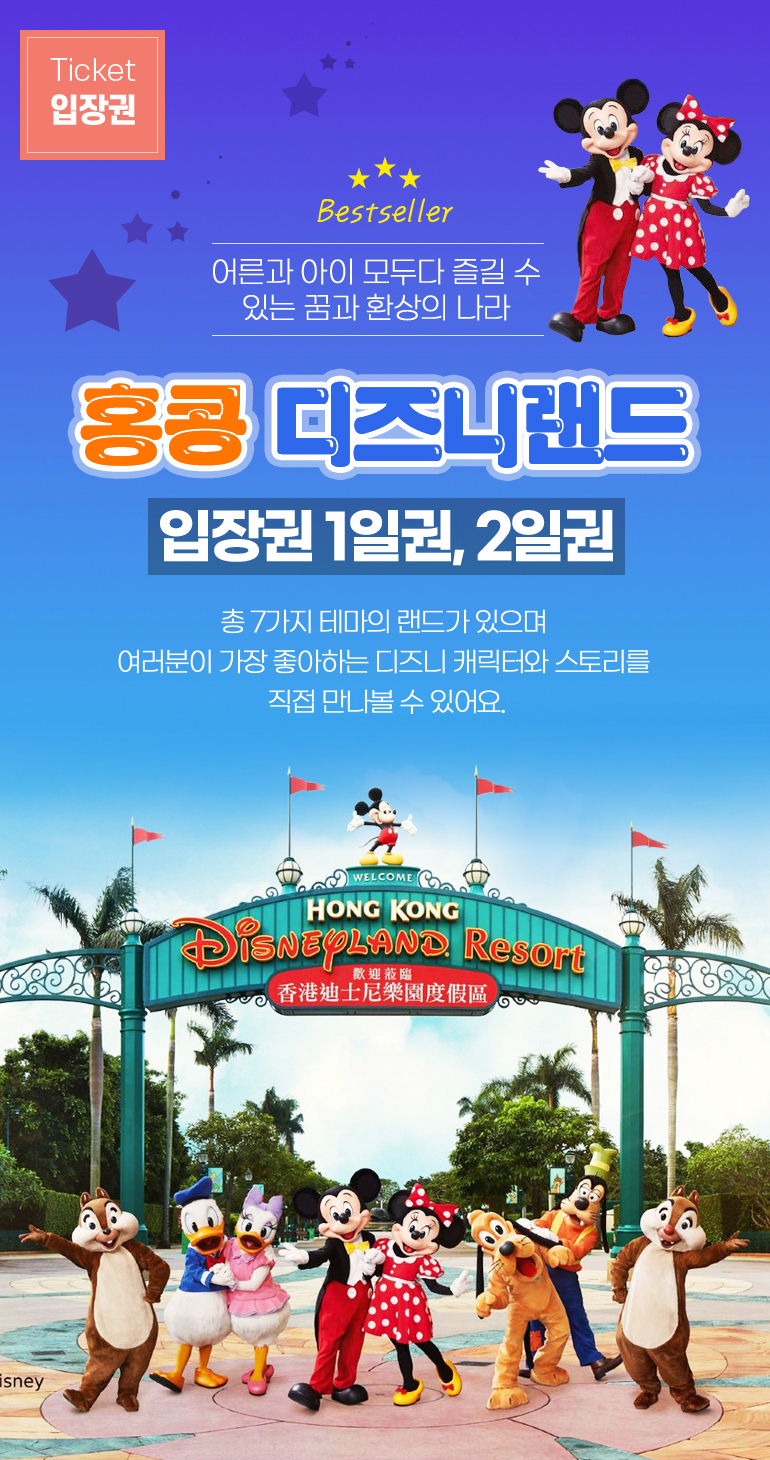 Ticket
입장권
Bestseller
어른과 아이 모두다 즐길 수
있는 꿈과 환상의 나라
홍콩 디즈니랜드
입장권 1일권, 2일권
총 7가지 테마의 랜드가 있으며
여러분이 가장 좋아하는 디즈니 캐릭터와 스토리를
직접 만나볼 수 있어요.
WELCOME
HONG KONG
DISNEYLAND Resort
歡迎蒞臨
香港迪士尼樂園度假區
isney